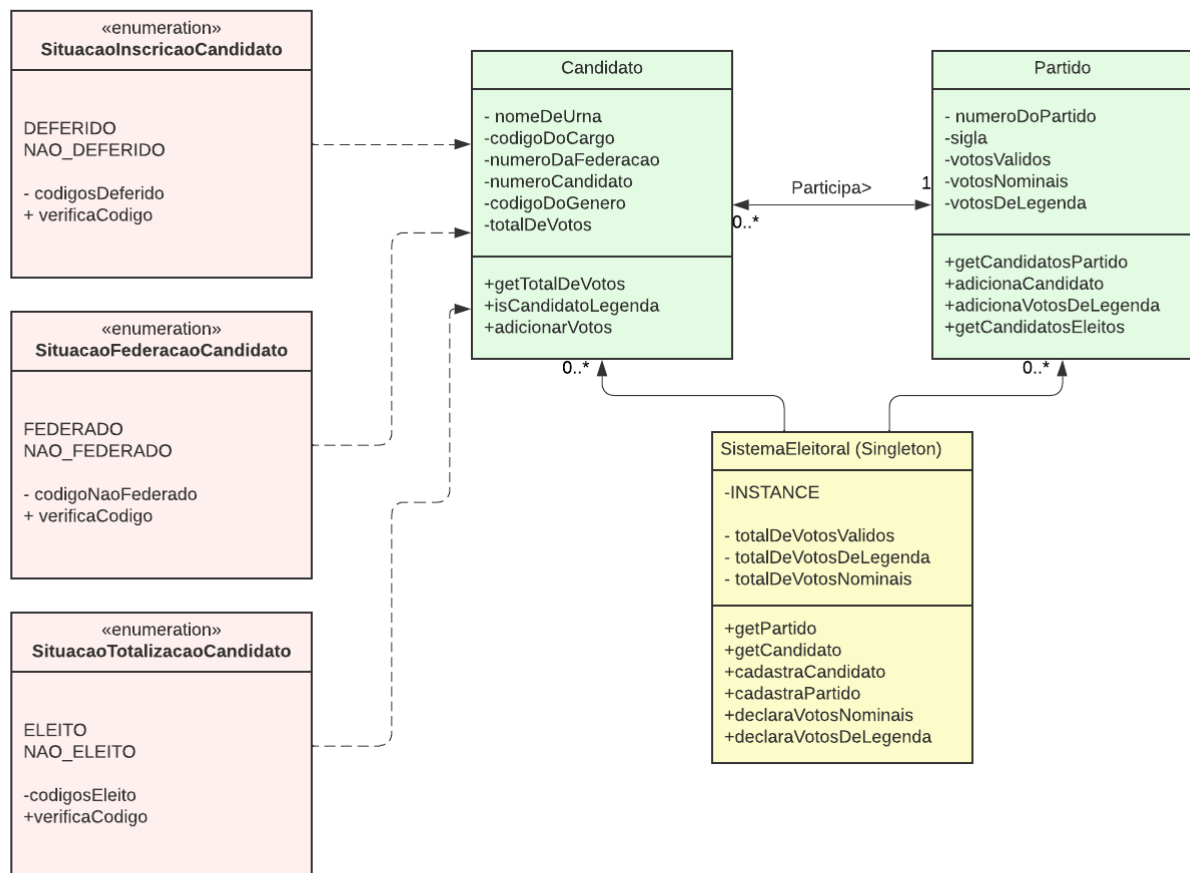 «enumeration»
SituacaoInscricaoCandidato
DEFERIDO
NAO_DEFERIDO
- codigosDeferido
+ verificaCodigo
«enumeration»
SituacaoFederacaoCandidato
FEDERADO
NAO_FEDERADO
- codigoNaoFederado
+ verificaCodigo
«enumeration»
SituacaoTotalizacaoCandidato
ELEITO
NAO_ELEITO
-codigosEleito
+verificaCodigo
Candidato
- nomeDeUrna
-codigoDoCargo
-numeroDaFederacao
-numeroCandidato
-codigoDoGenero
-totalDeVotos
+getTotalDeVotos
+isCandidatoLegenda
+adicionarVotos
Participa>
1
0..*
Partido
- numeroDoPartido
-sigla
-votosValidos
-votosNominais
-votosDeLegenda
+getCandidatosPartido
+adicionaCandidato
+adicionaVotosDeLegenda
+getCandidatosEleitos
0..*
0..*
SistemaEleitoral (Singleton)
-INSTANCE
- totalDeVotosValidos
- totalDeVotosDeLegenda
- totalDeVotosNominais
+getPartido
+getCandidato
+cadastraCandidato
+cadastraPartido
+declaraVotosNominais
+declaraVotosDeLegenda